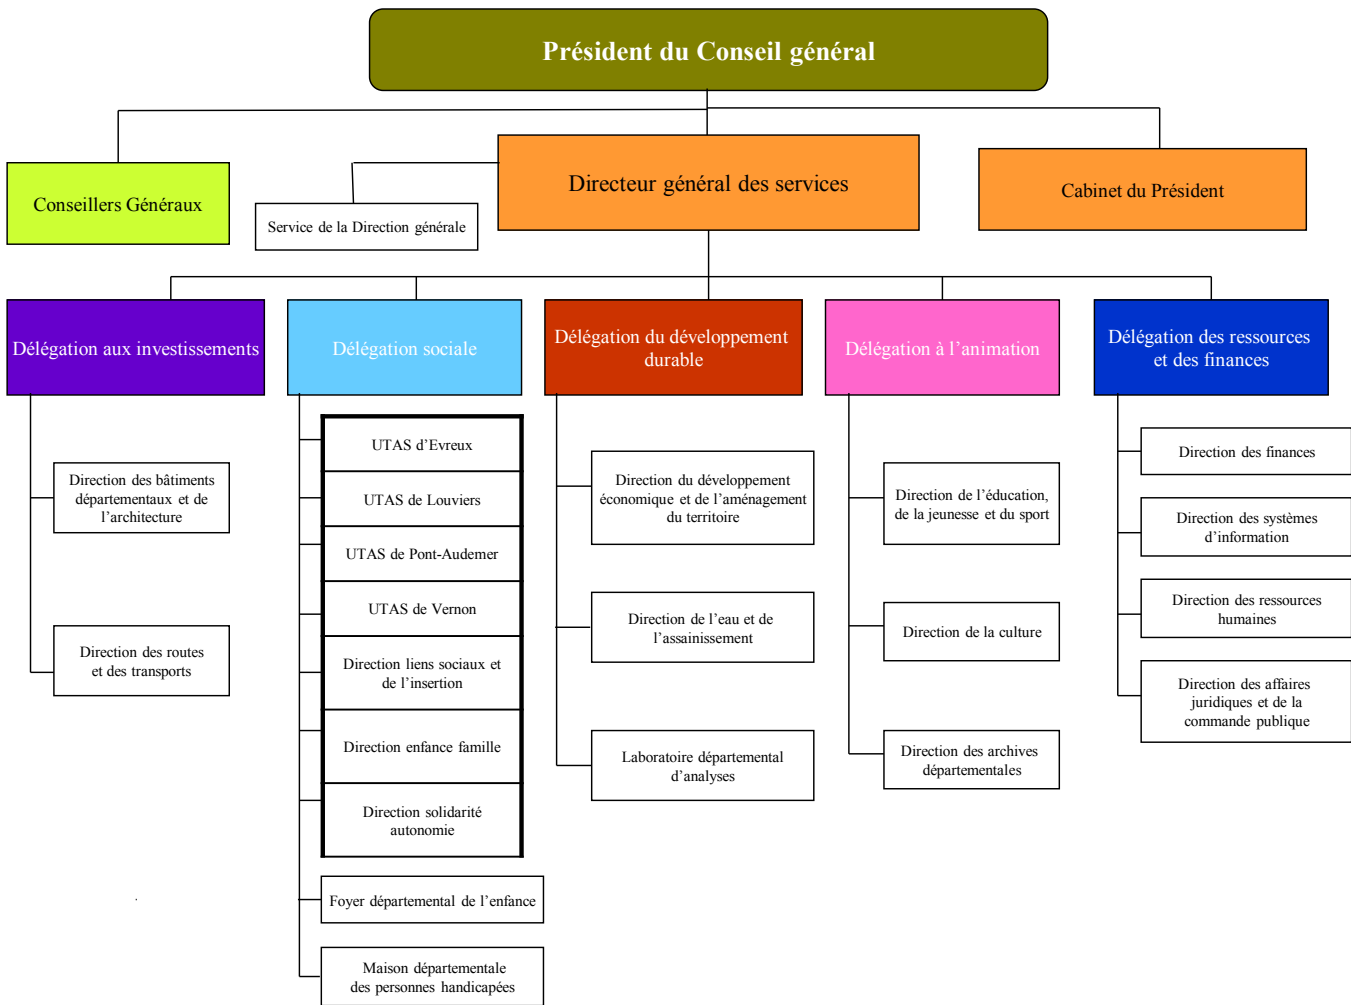 Président du Conseil général
Conseillers Généraux
Service de la Direction générale
Directeur général des services
Cabinet du Président
Délégation aux investissements
Délégation sociale
Délégation du développement
durable
Délégation à l’animation
Délégation des ressources
et des finances
Direction des bâtiments
départementaux et de
l’architecture
Direction des routes
et des transports
UTAS d’Evreux
UTAS de Louviers
UTAS de Pont-Audemer
UTAS de Vernon
Direction liens sociaux et
de l’insertion
Direction enfance famille
Direction solidarité
autonomie
Foyer départemental de l’enfance
Maison départementale
des personnes handicapées
Direction du développement
économique et de l’aménagement
du territoire
Direction de l’eau et de
l’assainissement
Laboratoire départemental
d’analyses
Direction de l’éducation,
de la jeunesse et du sport
Direction de la culture
Direction des archives
départementales
Direction des finances
Direction des systèmes
d’information
Direction des ressources
humaines
Direction des affaires
juridiques et de la
commande publique